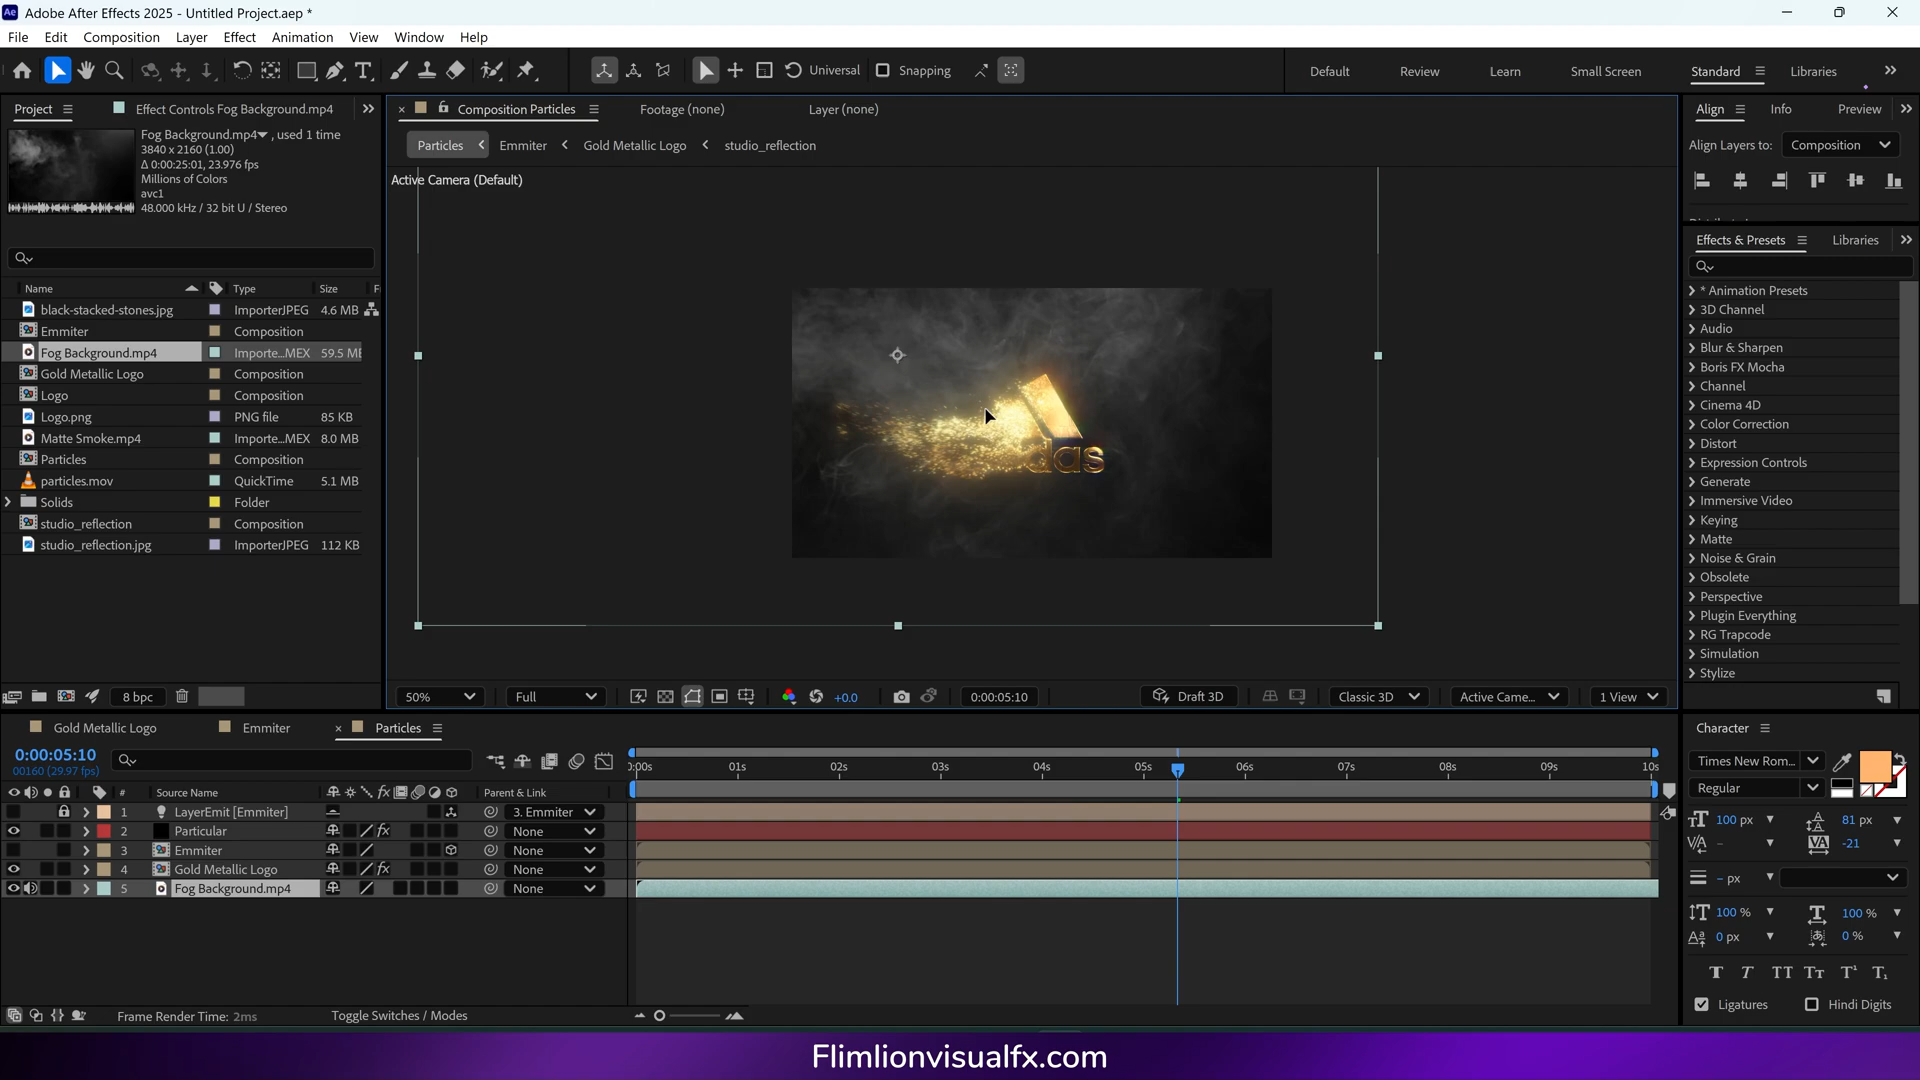 Adobe After Effects 2025 - Untitled Project.aep *
File Edit Composition Layer Effect Animation View Window Help
Universal Snapping Default Review Learn Small Screen Standard Libraries
Project Effect Controls Fog Background.mp4
Fog Background.mp4 , used 1 time
3840 x 2160 (1.00)
Δ 0:00:25:01, 23.976 fps
Millions of Colors
avc1
48.000 kHz / 32 bit U / Stereo
Name Type Size
black-stacked-stones.jpg ImporterJPEG 4.6 MB
Emmiter Composition
Fog Background.mp4 Importe...MEX 59.5 M
Gold Metallic Logo Composition
Logo Composition
Logo.png PNG file 85 KB
Matte Smoke.mp4 Importe...MEX 8.0 MB
Particles Composition
particles.mov QuickTime 5.1 MB
Solids Folder
studio_reflection Composition
studio_reflection.jpg ImporterJPEG 112 KB
8 bpc
Composition Particles Footage (none) Layer (none)
Particles Emmiter Gold Metallic Logo studio_reflection
Active Camera (Default)
das
50% Full +0.0 0:00:05:10 Draft 3D Classic 3D Active Came... 1 View
Align Info Preview
Align Layers to: Composition
Effects & Presets Libraries
* Animation Presets
3D Channel
Audio
Blur & Sharpen
Boris FX Mocha
Channel
Cinema 4D
Color Correction
Distort
Expression Controls
Generate
Immersive Video
Keying
Matte
Noise & Grain
Obsolete
Perspective
Plugin Everything
RG Trapcode
Simulation
Stylize
Gold Metallic Logo Emmiter Particles
0:00:05:10
00160 (29.97 fps)
:00s 01s 02s 03s 04s 05s 06s 07s 08s 09s 10s
# Source Name Parent & Link
1 LayerEmit [Emmiter] 3. Emmiter
2 Particular None
3 Emmiter None
4 Gold Metallic Logo None
5 Fog Background.mp4 None
Frame Render Time: 2ms Toggle Switches / Modes
Character
Times New Rom...
Regular
100 px 81 px
- -21
- px
100 % 100 %
0 px 0 %
Ligatures Hindi Digits
Flimlionvisualfx.com